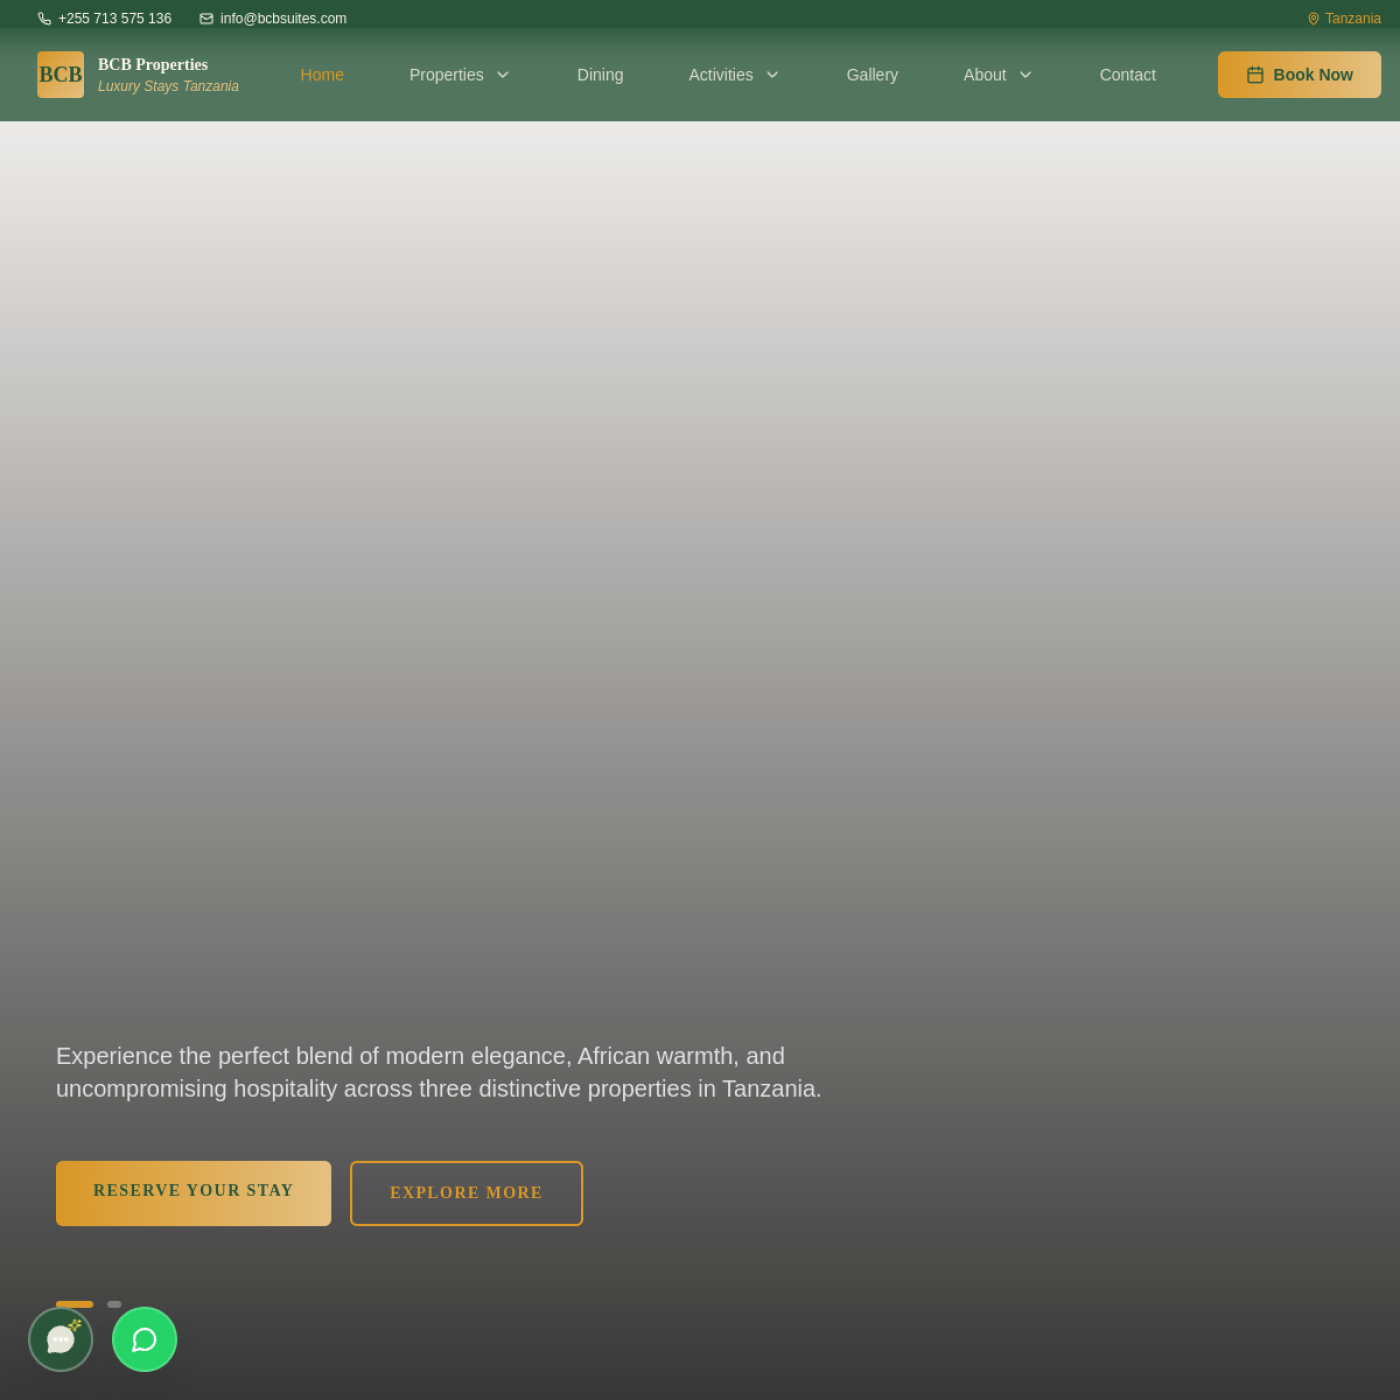 +255 713 575 136 info@bcbsuites.com Tanzania
BCB BCB Properties
Luxury Stays Tanzania
Home Properties Dining Activities Gallery About Contact Book Now
Experience the perfect blend of modern elegance, African warmth, and
uncompromising hospitality across three distinctive properties in Tanzania.
RESERVE YOUR STAY EXPLORE MORE